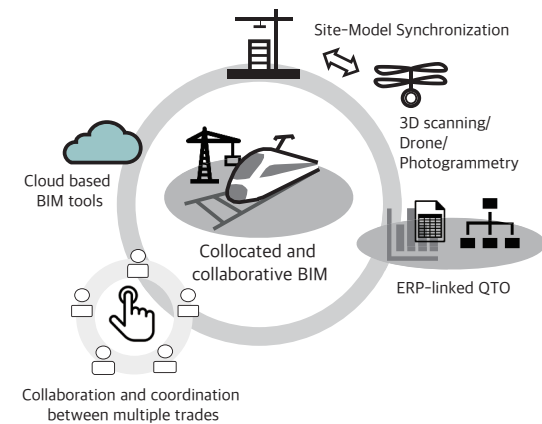 Site-Model Synchronization
3D scanning/
Drone/
Photogrammetry
Cloud based
BIM tools
Collocated and
collaborative BIM
ERP-linked QTO
Collaboration and coordination
between multiple trades